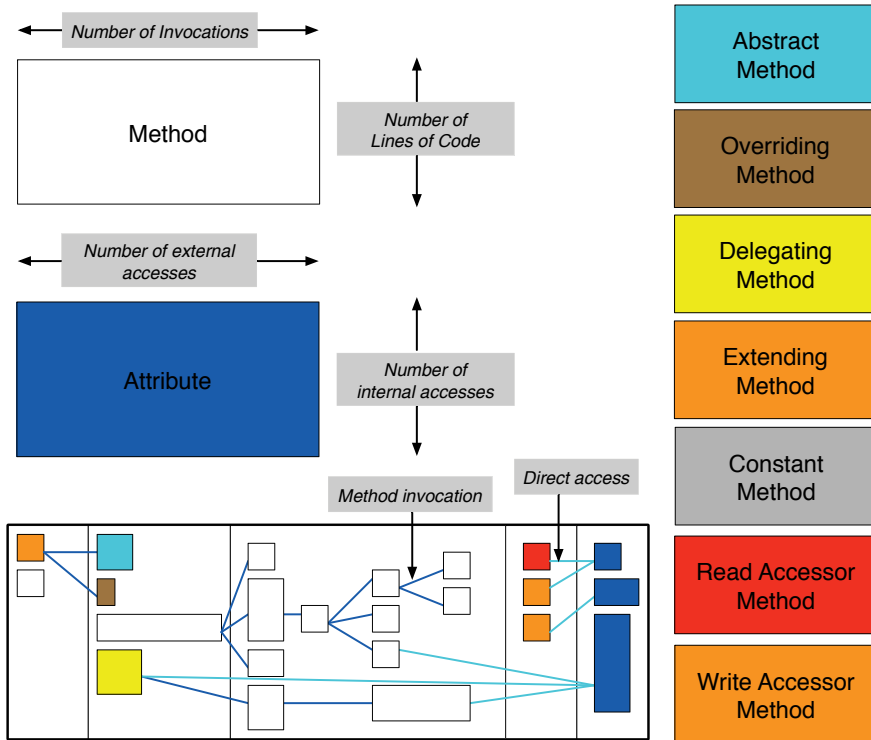 Number of Invocations
Method
Number of
Lines of Code
Number of external
accesses
Attribute
Number of
internal accesses
Method invocation
Direct access
Abstract
Method
Overriding
Method
Delegating
Method
Extending
Method
Constant
Method
Read Accessor
Method
Write Accessor
Method